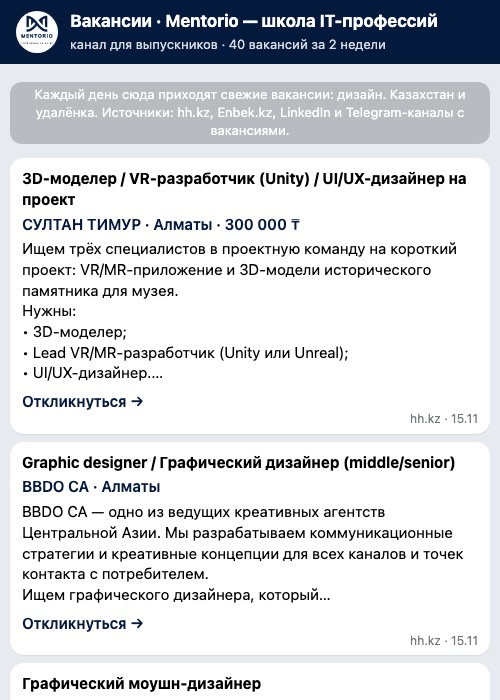 MENTORIO
Вакансии · Mentorio — школа IT-профессий
канал для выпускников · 40 вакансий за 2 недели
Каждый день сюда приходят свежие вакансии: дизайн. Казахстан и
удалёнка. Источники: hh.kz, Enbek.kz, LinkedIn и Telegram-каналы с
вакансиями.
3D-моделер / VR-разработчик (Unity) / UI/UX-дизайнер на
проект
СУЛТАН ТИМУР · Алматы · 300 000 ₸
Ищем трёх специалистов в проектную команду на короткий
проект: VR/MR-приложение и 3D-модели исторического
памятника для музея.
Нужны:
• 3D-моделер;
• Lead VR/MR-разработчик (Unity или Unreal);
• UI/UX-дизайнер....
Откликнуться →
hh.kz · 15.11
Graphic designer / Графический дизайнер (middle/senior)
BBDO CA · Алматы
BBDO CA — одно из ведущих креативных агентств
Центральной Азии. Мы разрабатываем коммуникационные
стратегии и креативные концепции для всех каналов и точек
контакта с потребителем.
Ищем графического дизайнера, который...
Откликнуться →
hh.kz · 15.11
Графический моушн-дизайнер